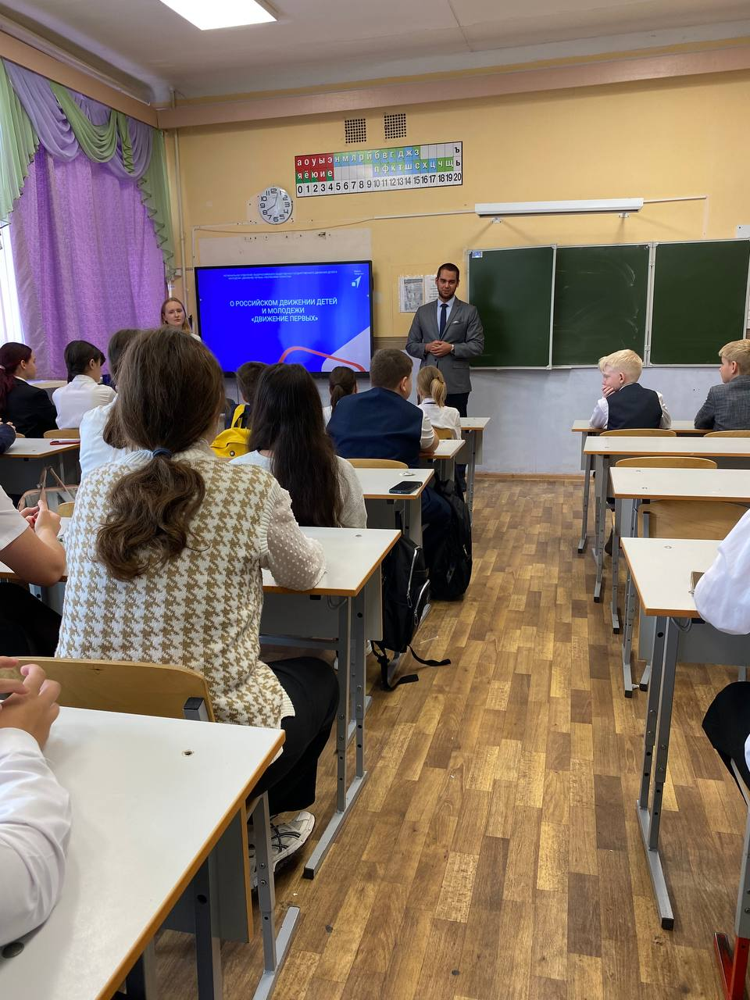 а о у ы э н м л р й б в г д ж з ъ
я ё ю и е п ф к т ш с х ц ч щ ь
0 1 2 3 4 5 6 7 8 9 10 11 12 13 14 15 16 17 18 19 20
О РОССИЙСКОМ ДВИЖЕНИИ ДЕТЕЙ
И МОЛОДЕЖИ
«ДВИЖЕНИЕ ПЕРВЫХ»